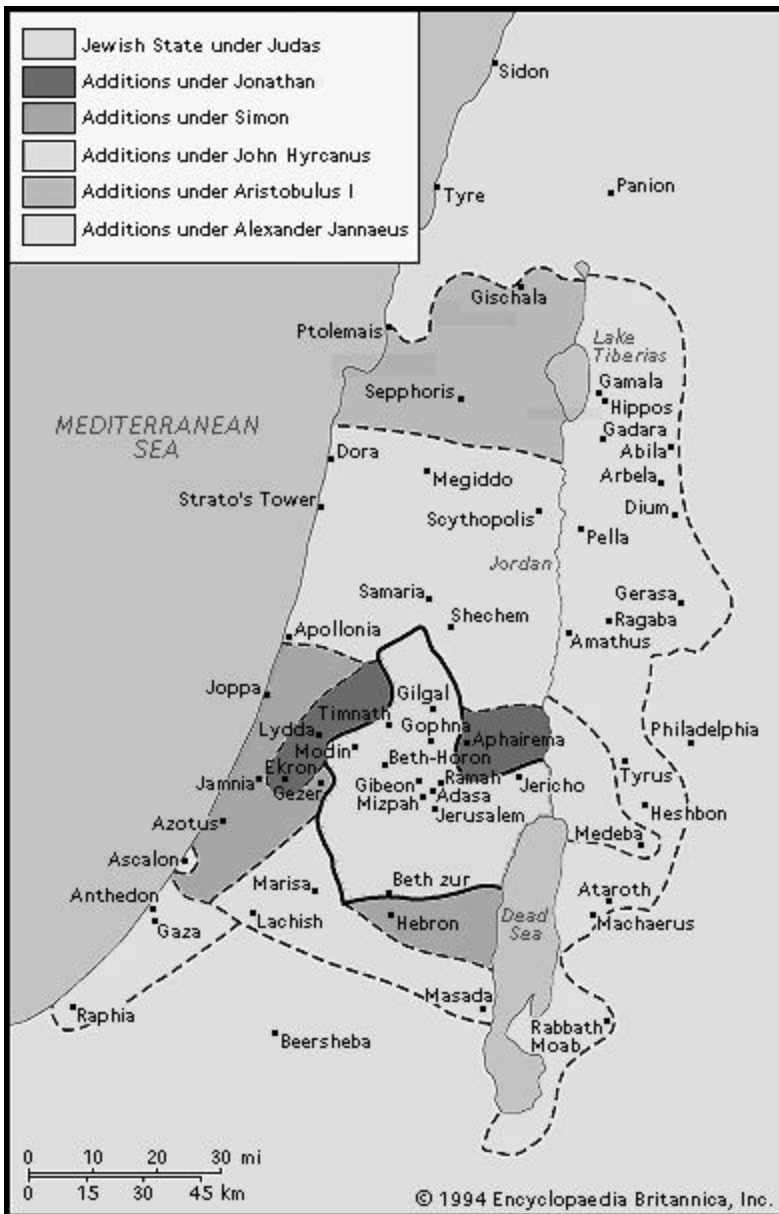 Jewish State under Judas
Additions under Jonathan
Additions under Simon
Additions under John Hyrcanus
Additions under Aristobulus I
Additions under Alexander Jannaeus
Sidon
Tyre
Panion
Gischala
Ptolemais
Lake
Tiberias
Gamala
Sepphoris
Hippos
MEDITERRANEAN
SEA
Gadara
Dora
Abila
Megiddo
Arbela
Strato's Tower
Scythopolis
Dium
Pella
Jordan
Samaria
Gerasa
Shechem
Ragaba
Apollonia
Amathus
Joppa
Gilgal
Timnath
Gophna
Lydda
Aphairema
Philadelphia
Modin
Beth-Horon
Ekron
Tyrus
Jamnia
Gezer
Gibeon
Ramah
Jericho
Mizpah
Adasa
Heshbon
Azotus
Jerusalem
Medeba
Ascalon
Marisa
Beth zur
Anthedon
Ataroth
Lachish
Hebron
Dead
Sea
Machaerus
Gaza
Masada
Raphia
Rabbath
Moab
Beersheba
0 10 20 30 mi
0 15 30 45 km
© 1994 Encyclopaedia Britannica, Inc.